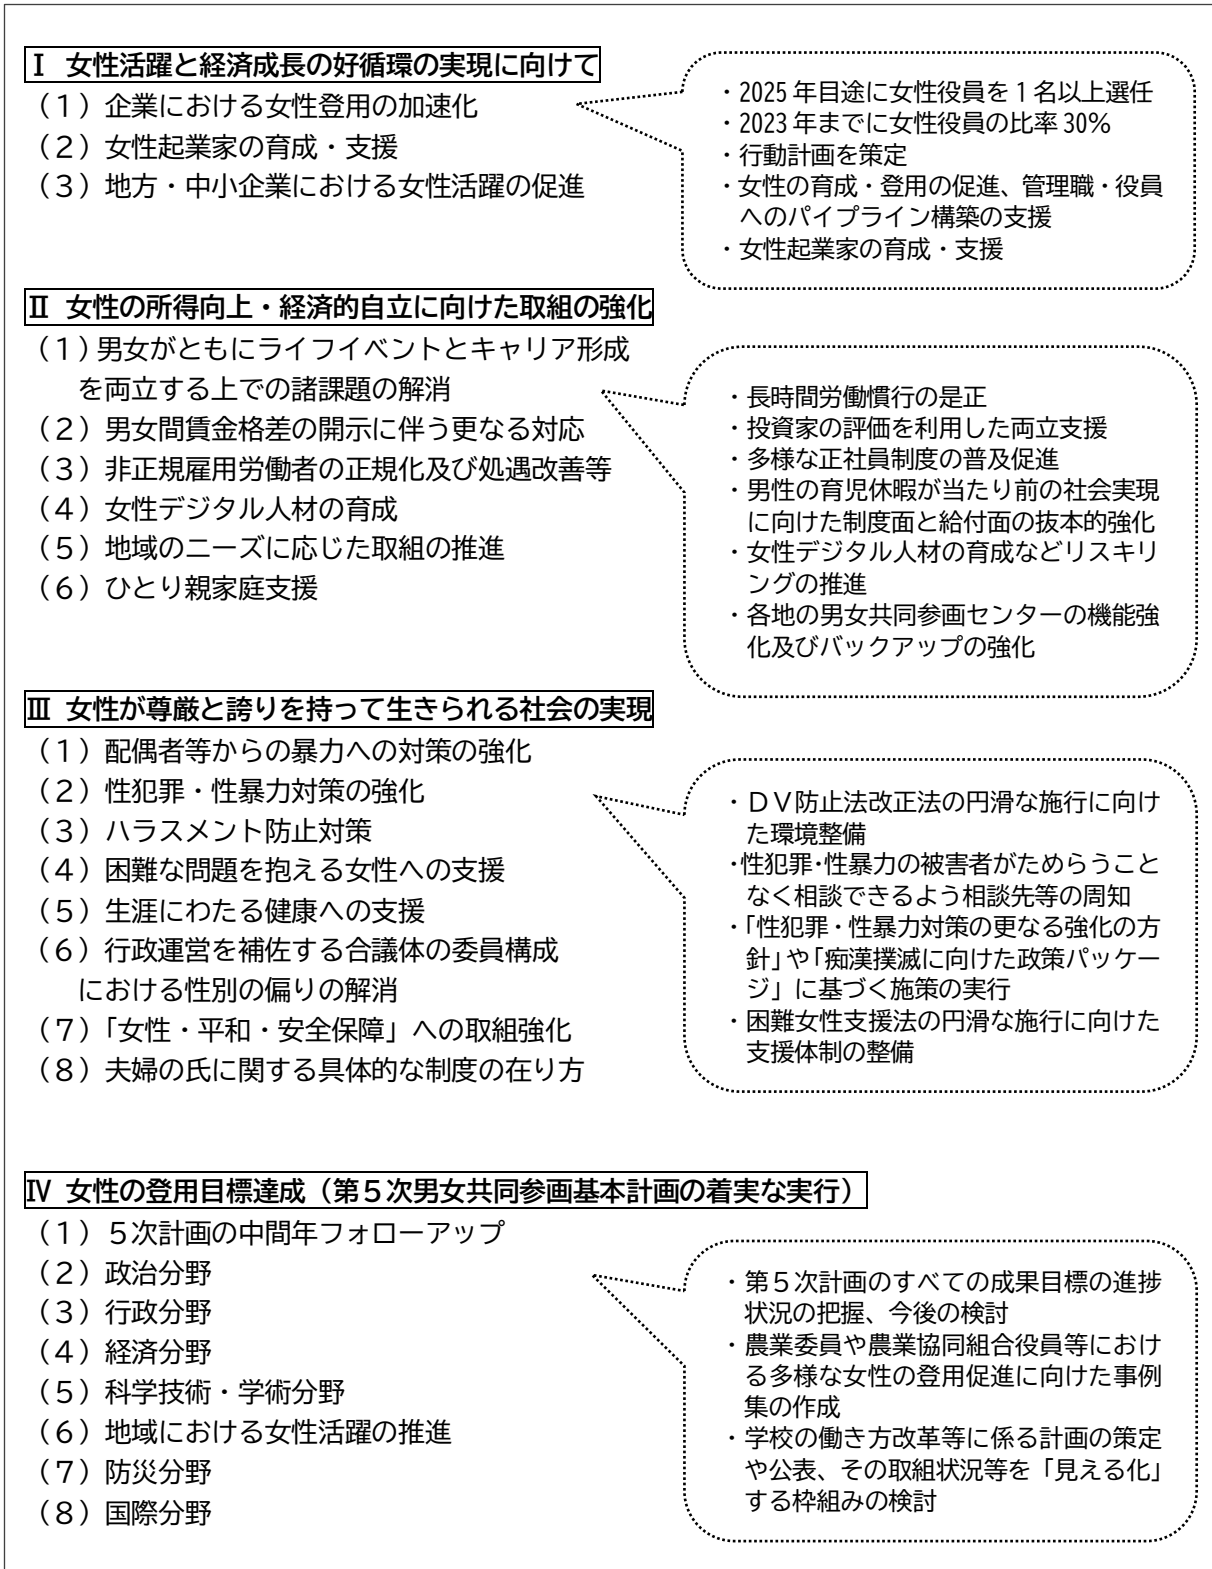 Ⅰ 女性活躍と経済成長の好循環の実現に向けて
（１）企業における女性登用の加速化
（２）女性起業家の育成・支援
（３）地方・中小企業における女性活躍の促進
・2025年目途に女性役員を1名以上選任
・2023年までに女性役員の比率30%
・行動計画を策定
・女性の育成・登用の促進、管理職・役員
へのパイプライン構築の支援
・女性起業家の育成・支援
Ⅱ 女性の所得向上・経済的自立に向けた取組の強化
（１）男女がともにライフイベントとキャリア形成
を両立する上での諸課題の解消
（２）男女間賃金格差の開示に伴う更なる対応
（３）非正規雇用労働者の正規化及び処遇改善等
（４）女性デジタル人材の育成
（５）地域のニーズに応じた取組の推進
（６）ひとり親家庭支援
・長時間労働慣行の是正
・投資家の評価を利用した両立支援
・多様な正社員制度の普及促進
・男性の育児休暇が当たり前の社会実現
に向けた制度面と給付面の抜本的強化
・女性デジタル人材の育成などリスキリ
ングの推進
・各地の男女共同参画センターの機能強
化及びバックアップの強化
Ⅲ 女性が尊厳と誇りを持って生きられる社会の実現
（１）配偶者等からの暴力への対策の強化
（２）性犯罪・性暴力対策の強化
（３）ハラスメント防止対策
（４）困難な問題を抱える女性への支援
（５）生涯にわたる健康への支援
（６）行政運営を補佐する合議体の委員構成
における性別の偏りの解消
（７）「女性・平和・安全保障」への取組強化
（８）夫婦の氏に関する具体的な制度の在り方
・ＤＶ防止法改正法の円滑な施行に向け
た環境整備
・性犯罪・性暴力の被害者がためらうこと
なく相談できるよう相談先等の周知
・「性犯罪・性暴力対策の更なる強化の方
針」や「痴漢撲滅に向けた政策パッケー
ジ」に基づく施策の実行
・困難女性支援法の円滑な施行に向けた
支援体制の整備
Ⅳ 女性の登用目標達成（第５次男女共同参画基本計画の着実な実行）
（１）５次計画の中間年フォローアップ
（２）政治分野
（３）行政分野
（４）経済分野
（５）科学技術・学術分野
（６）地域における女性活躍の推進
（７）防災分野
（８）国際分野
・第５次計画のすべての成果目標の進捗
状況の把握、今後の検討
・農業委員や農業協同組合役員等におけ
る多様な女性の登用促進に向けた事例
集の作成
・学校の働き方改革等に係る計画の策定
や公表、その取組状況等を「見える化」
する枠組みの検討